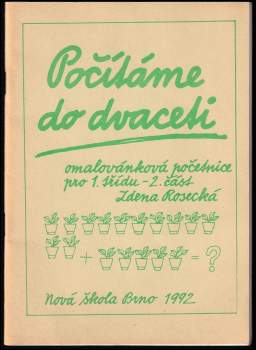 Počítáme
do dvaceti
omalovánková početnice
pro 1. třídu - 2. část
Zdena Rosecká
+ = ?
Nová škola Brno 1992